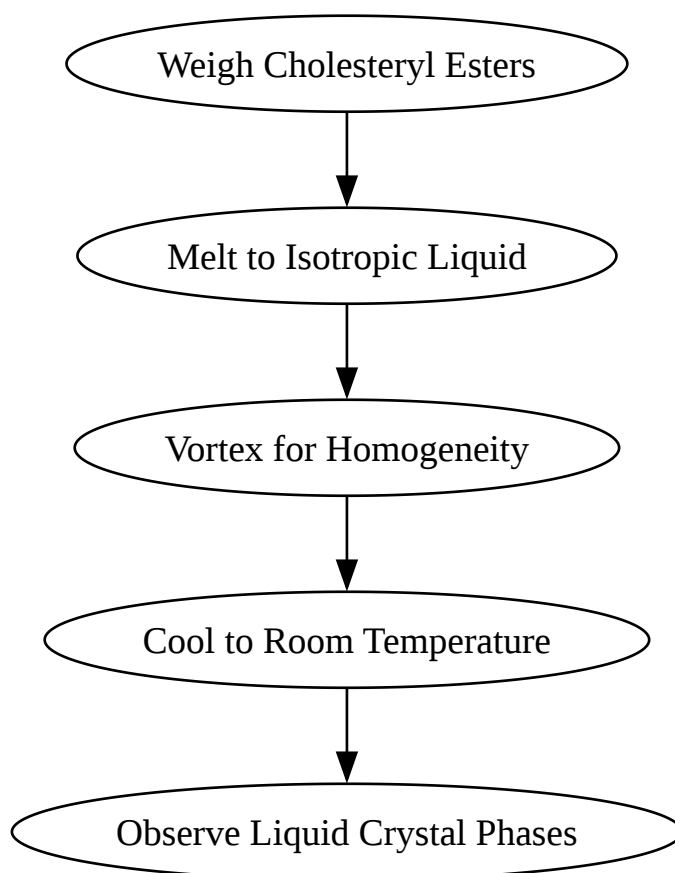 Weigh Cholesteryl Esters
Melt to Isotropic Liquid
Vortex for Homogeneity
Cool to Room Temperature
Observe Liquid Crystal Phases